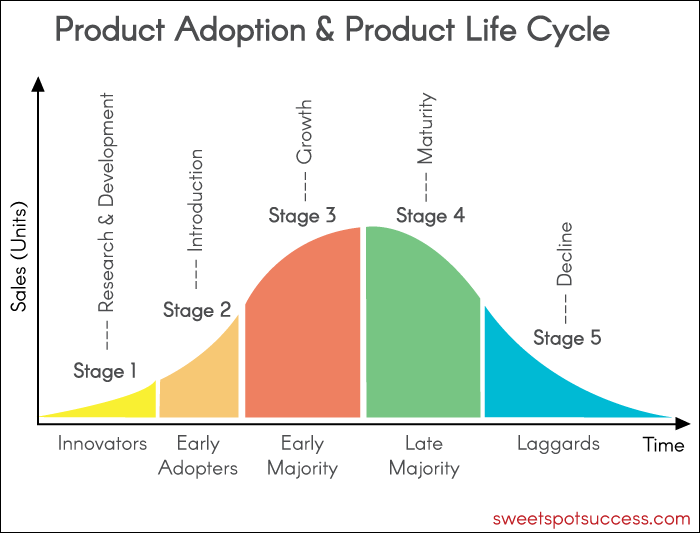 Product Adoption & Product Life Cycle
Sales (Units)
---- Research & Development
Stage 1
---- Introduction
Stage 2
---- Growth
Stage 3
---- Maturity
Stage 4
---- Decline
Stage 5
Innovators
Early
Adopters
Early
Majority
Late
Majority
Laggards
Time
sweetspotsuccess.com